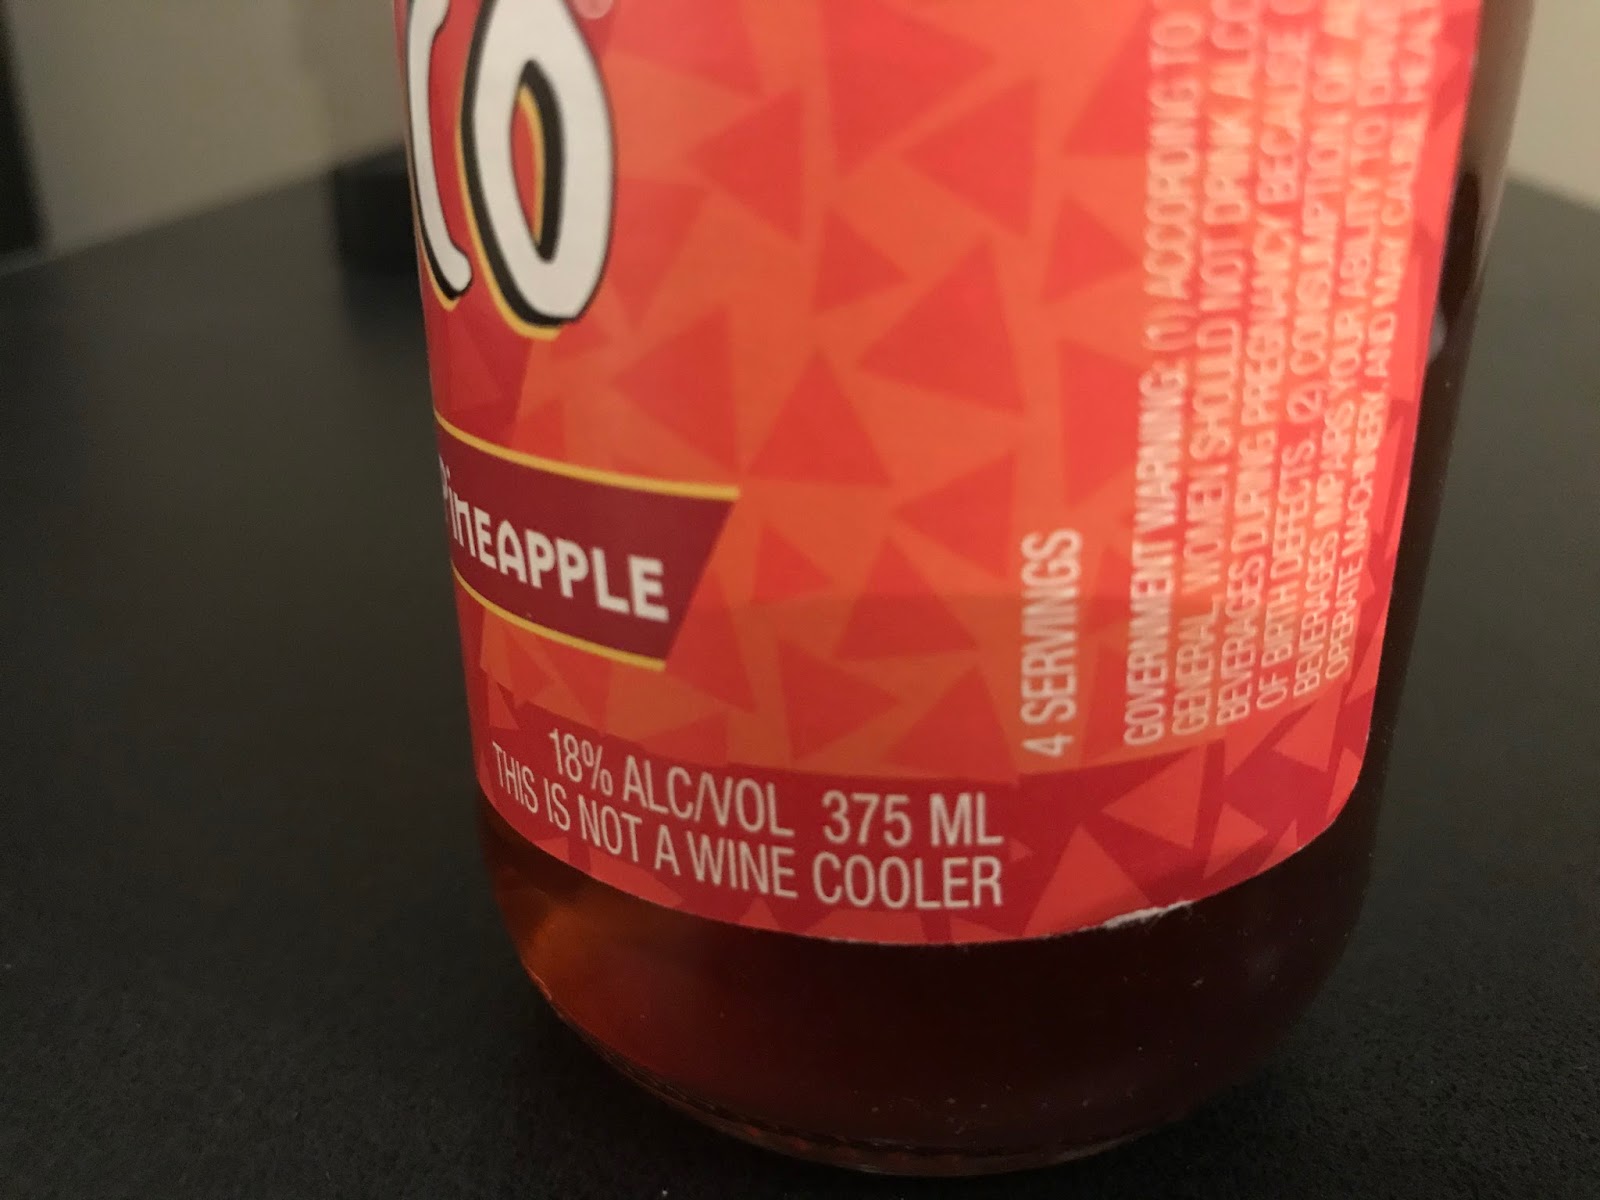 co
PiNEAPPLE
18% ALC/VOL 375 ML
THIS IS NOT A WINE COOLER
4 SERVINGS
GOVERNMENT WARNING: (1) ACCORDING TO
GENERAL, WOMEN SHOULD NOT DRINK
BEVERAGES DURING PREGNANCY BECAUSE
OF BIRTH DEFECTS. (2) CONSUMPTION OF
BEVERAGES IMPAIRS YOUR ABILITY TO
OPERATE MACHINERY, AND MAY CAUSE